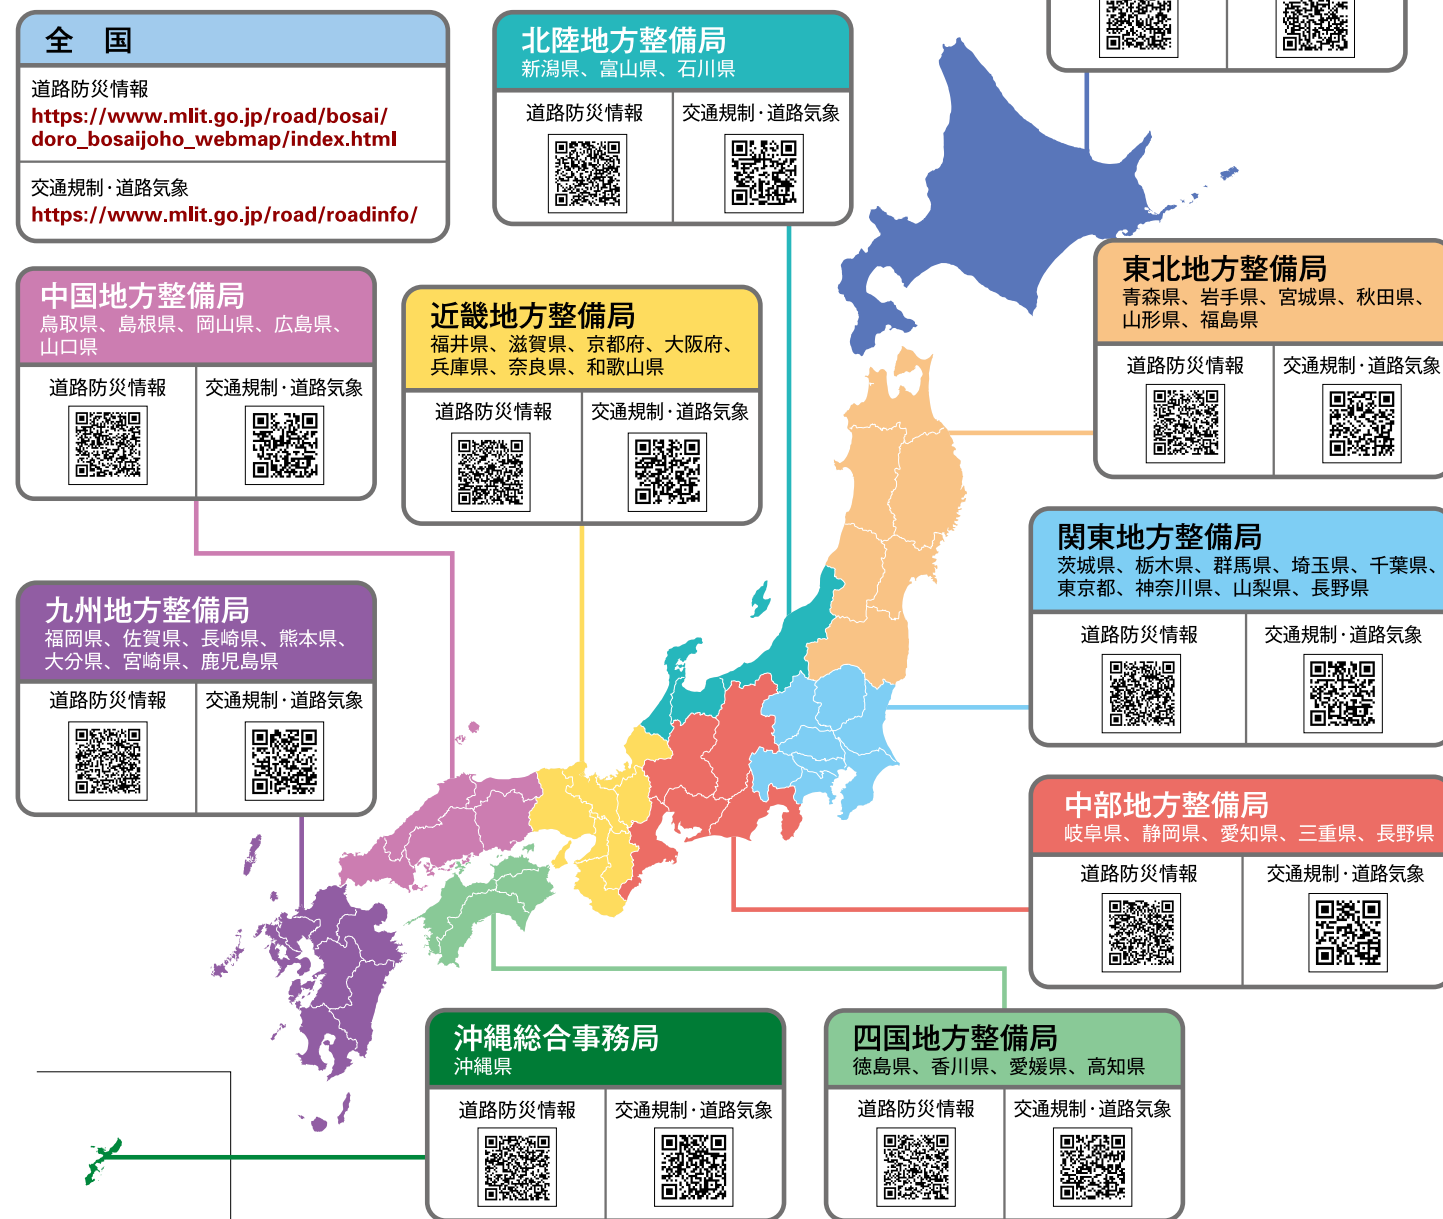 全　国
道路防災情報
https://www.mlit.go.jp/road/bosai/
doro_bosaijoho_webmap/index.html
交通規制・道路気象
https://www.mlit.go.jp/road/roadinfo/
北陸地方整備局
新潟県、富山県、石川県
道路防災情報
交通規制・道路気象
中国地方整備局
鳥取県、島根県、岡山県、広島県、
山口県
道路防災情報
交通規制・道路気象
近畿地方整備局
福井県、滋賀県、京都府、大阪府、
兵庫県、奈良県、和歌山県
道路防災情報
交通規制・道路気象
東北地方整備局
青森県、岩手県、宮城県、秋田県、
山形県、福島県
道路防災情報
交通規制・道路気象
関東地方整備局
茨城県、栃木県、群馬県、埼玉県、千葉県、
東京都、神奈川県、山梨県、長野県
道路防災情報
交通規制・道路気象
九州地方整備局
福岡県、佐賀県、長崎県、熊本県、
大分県、宮崎県、鹿児島県
道路防災情報
交通規制・道路気象
中部地方整備局
岐阜県、静岡県、愛知県、三重県、長野県
道路防災情報
交通規制・道路気象
沖縄総合事務局
沖縄県
道路防災情報
交通規制・道路気象
四国地方整備局
徳島県、香川県、愛媛県、高知県
道路防災情報
交通規制・道路気象